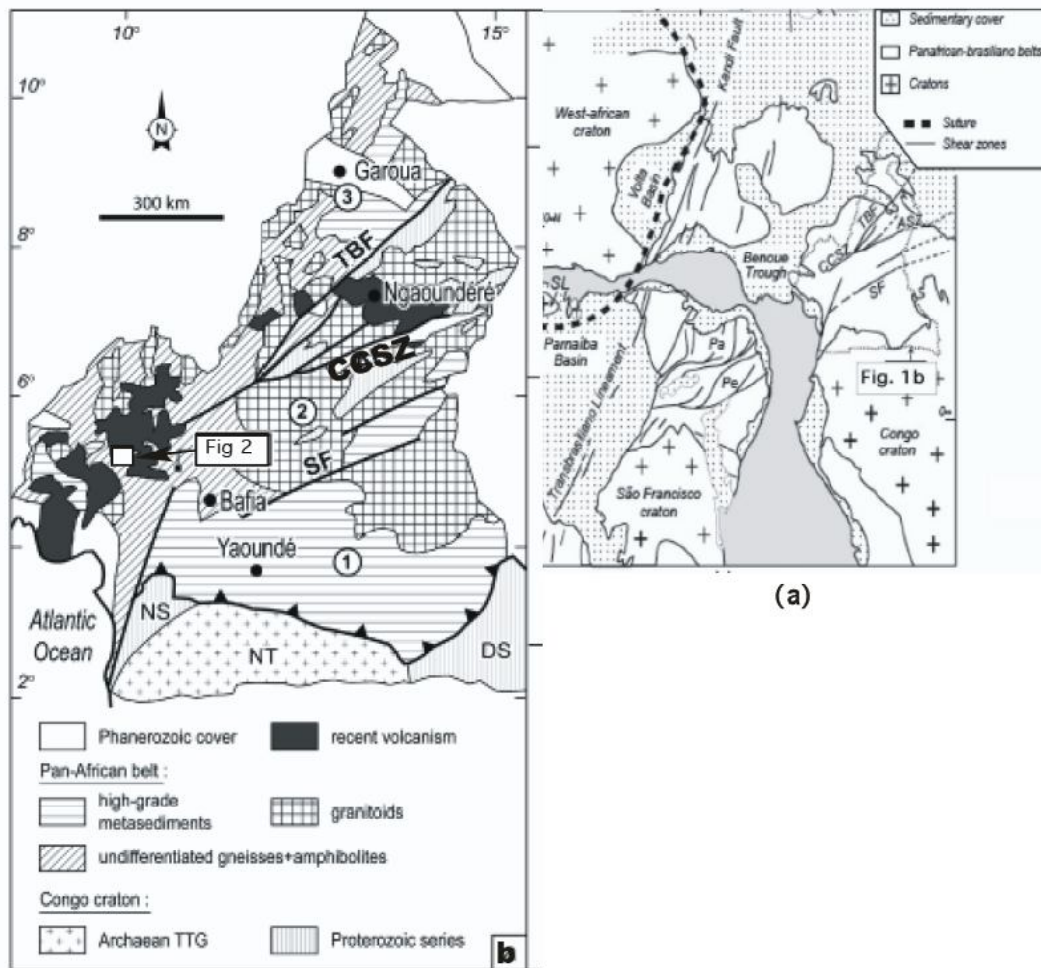 10°
15°
10°
N
Garoua
300 km
3
8°
TBF
Ngaoundéré
CCSZ
6°
2
Fig 2
SF
Bafia
Yaoundé
1
Atlantic
Ocean
NS
NT
DS
2°
Phanerozoic cover
recent volcanism
Pan-African belt :
high-grade
metasediments
granitoids
undifferentiated gneisses+amphibolites
Congo craton :
Archaean TTG
Proterozoic series
b
Sedimentary cover
Panafrican-brasiliano belts
Cratons
Suture
Shear zones
Kandi Fault
West-african
craton
Volta
Basin
TBF
ASZ
CCSZ
Benoue
Trough
SF
SL
Parnaiba
Basin
Pa
Fig. 1b
Pe
Transbrasiliano Lineament
Congo
craton
São Francisco
craton
(a)